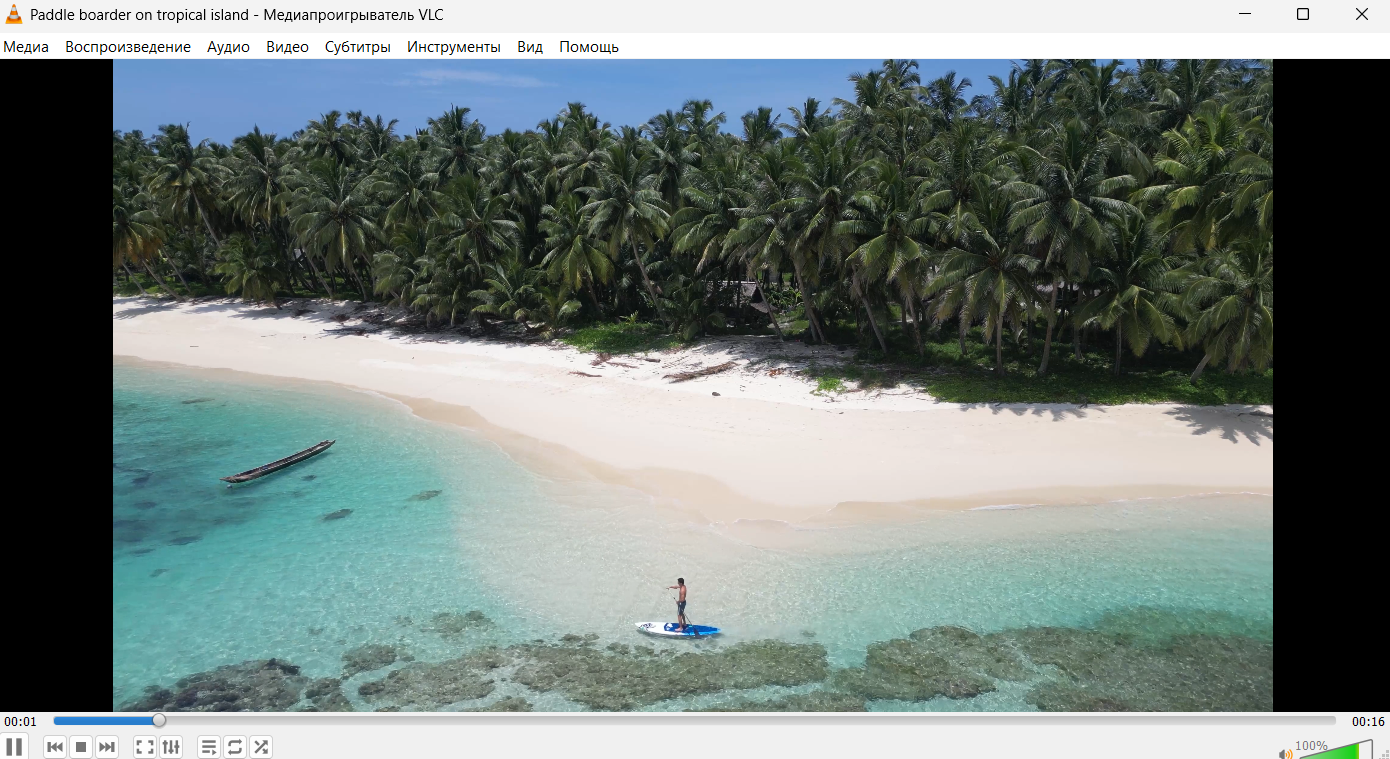 Paddle boarder on tropical island - Медиапроигрыватель VLC
Медиа Воспроизведение Аудио Видео Субтитры Инструменты Вид Помощь
00:01 00:16
100%